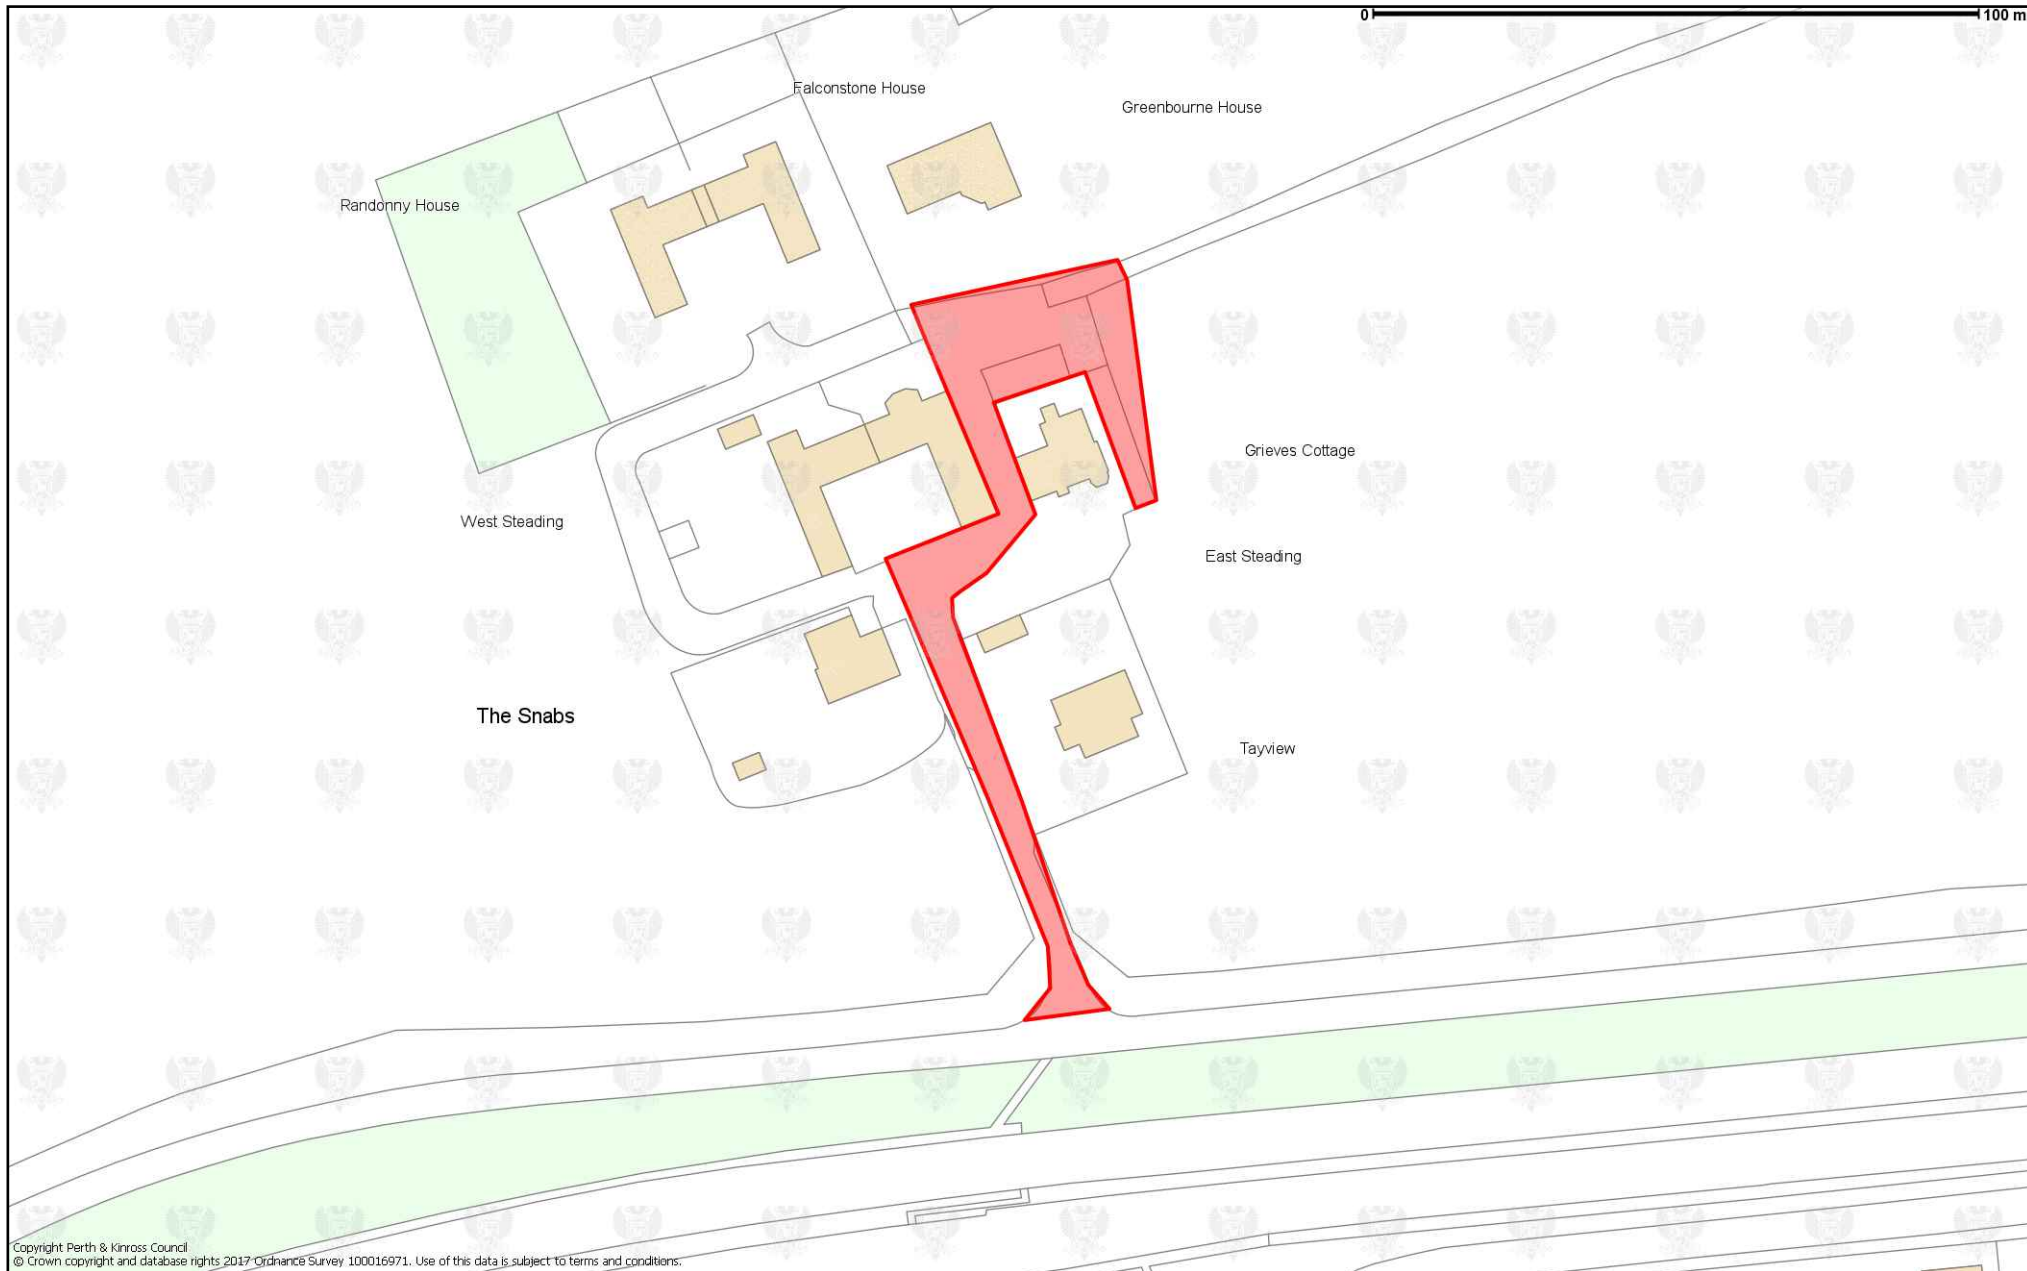 0 100 m
Falconstone House
Greenbourne House
Randonny House
Grieves Cottage
West Steading
East Steading
The Snabs
Tayview
Copyright Perth & Kinross Council
© Crown copyright and database rights 2017 Ordnance Survey 100016971. Use of this data is subject to terms and conditions.